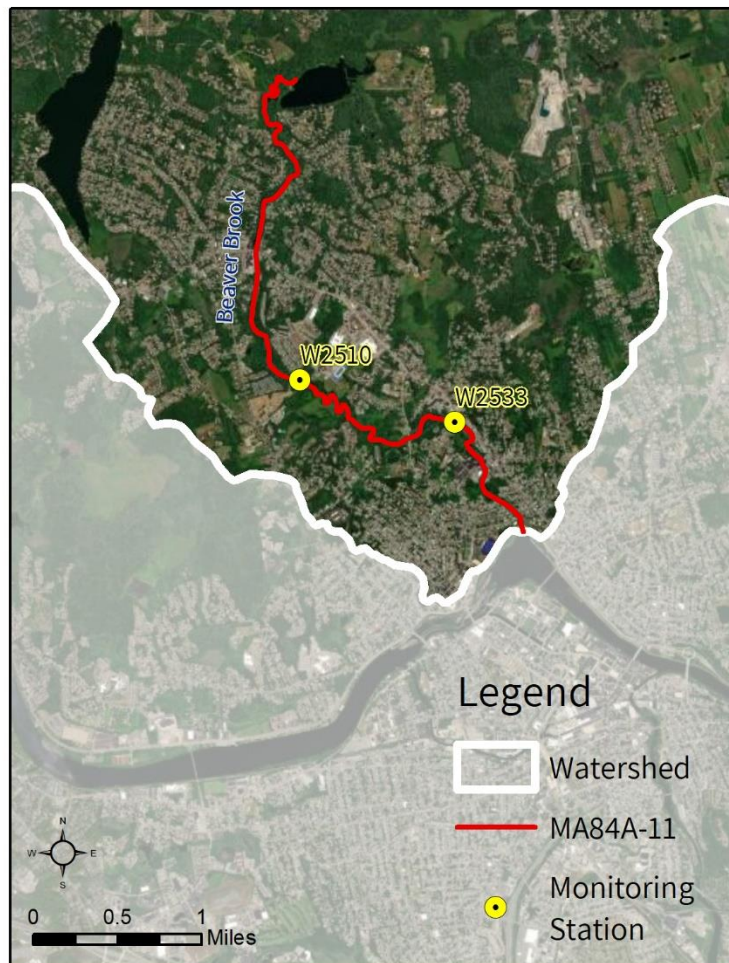 Beaver Brook
W2510
W2533
Legend
Watershed
MA84A-11
Monitoring
Station
N
W E
S
0 0.5 1
Miles